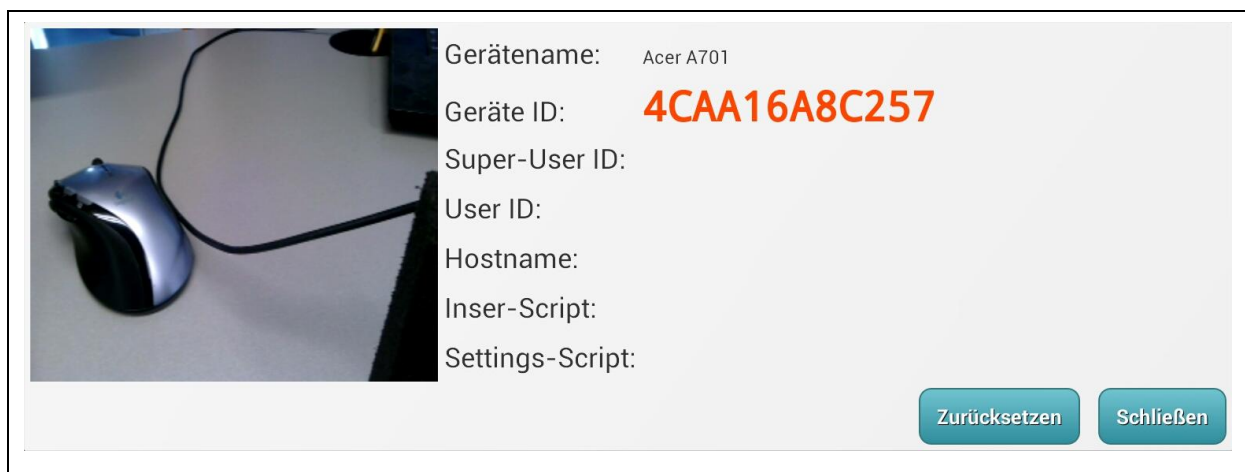 Gerätename: Acer A701
Geräte ID: 4CAA16A8C257
Super-User ID:
User ID:
Hostname:
Inser-Script:
Settings-Script:
Zurücksetzen Schließen